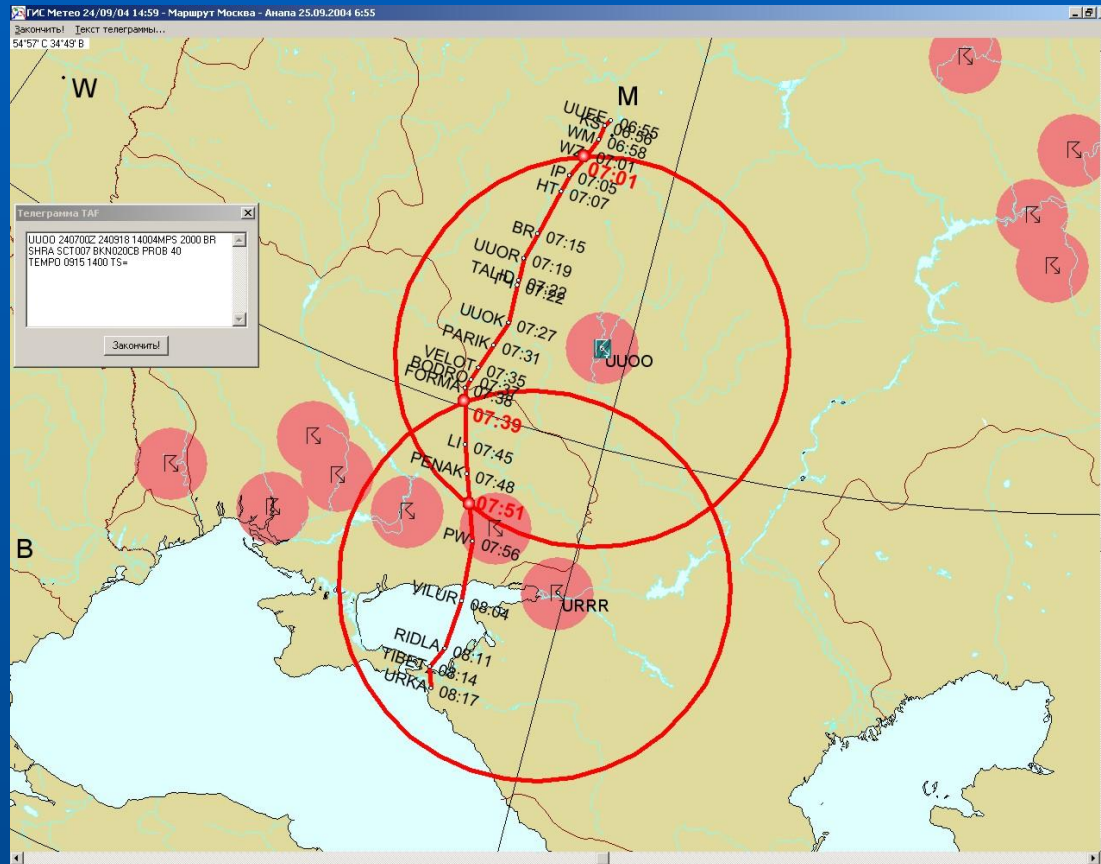 ГИС Метео 24/09/04 14:59 - Маршрут Москва - Анапа 25.09.2004 6:55
Закончить! Текст телеграммы...
54°57' С 34°49' В
W
M
UUEE 06:55
KS 06:56
WM 06:58
WZ 07:01
07:01
IP 07:05
HT 07:07
Телеграмма TAF
UUOO 240700Z 240918 14004MPS 2000 BR
SHRA SCT007 BKN020CB PROB 40
TEMPO 0915 1400 TS=
Закончить!
BR 07:15
UUOR 07:19
07:22
07:22
UUOK 07:27
PARIK 07:31
UUOO
VELOT 07:35
BODRO 07:37
FORMA 07:38
07:39
LI 07:45
PENAK 07:48
07:51
B
PW 07:56
VILUR 08:04
URRR
RIDLA 08:11
TIBET 08:14
URKA 08:17